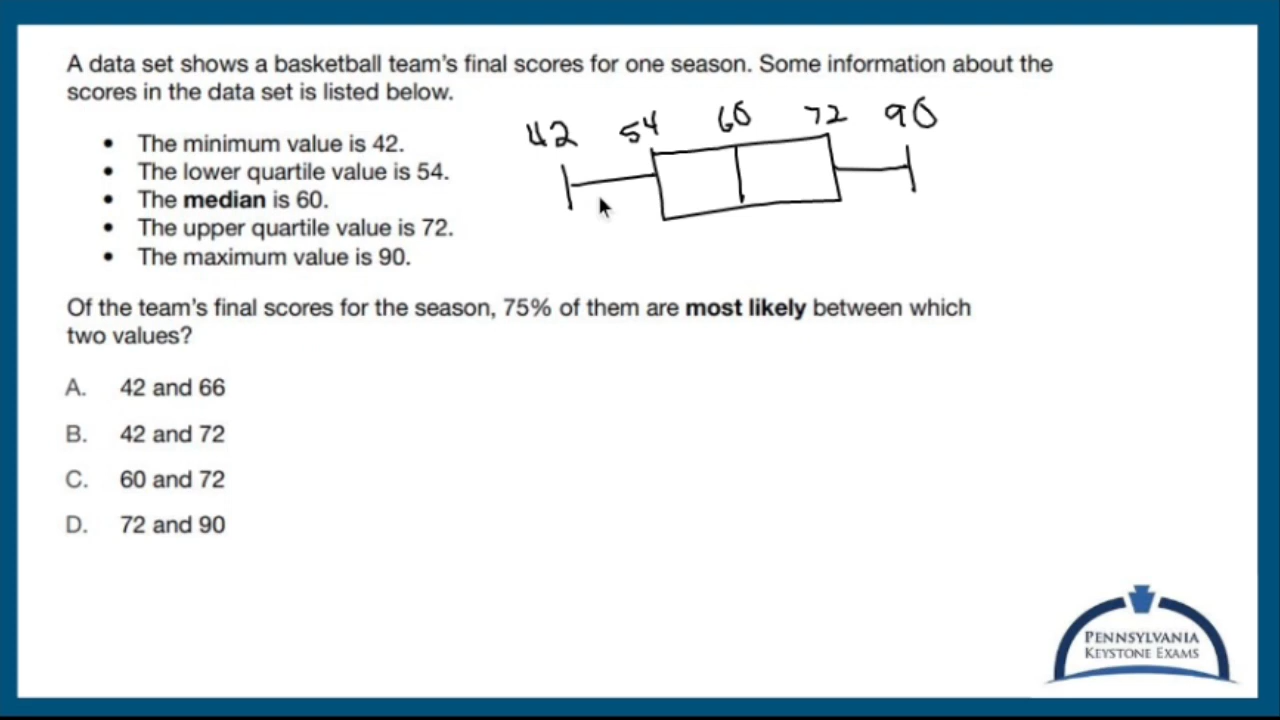 A data set shows a basketball team's final scores for one season. Some information about the
scores in the data set is listed below.
42 54 60 72 90
• The minimum value is 42.
• The lower quartile value is 54.
• The median is 60.
• The upper quartile value is 72.
• The maximum value is 90.
Of the team's final scores for the season, 75% of them are most likely between which
two values?
A. 42 and 66
B. 42 and 72
C. 60 and 72
D. 72 and 90
PENNSYLVANIA
KEYSTONE EXAMS